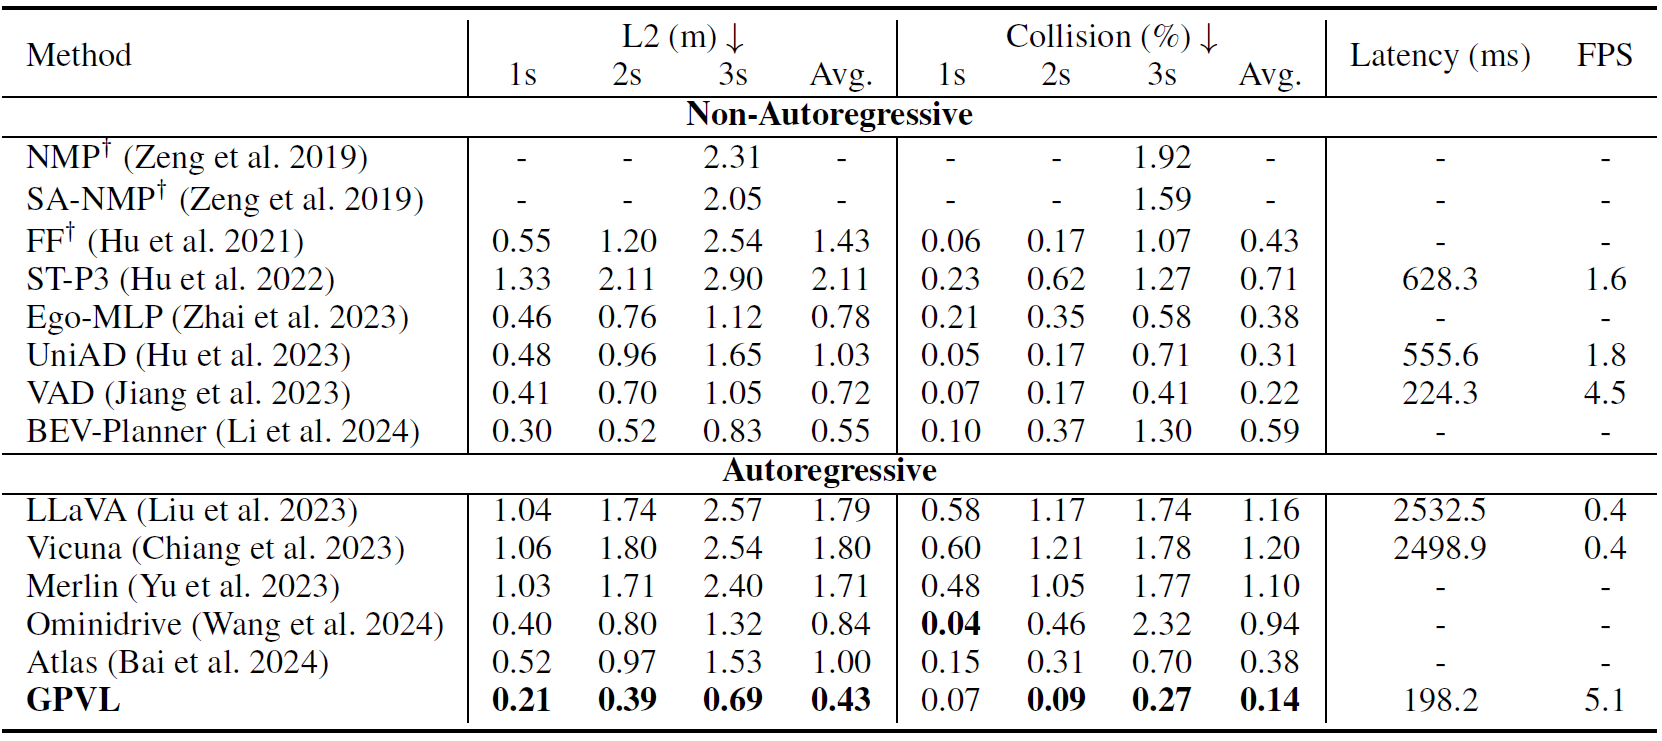 Method L2 (m) ↓ Collision (%) ↓ Latency (ms) FPS
1s 2s 3s Avg. 1s 2s 3s Avg.
Non-Autoregressive
NMP† (Zeng et al. 2019) - - 2.31 - - - 1.92 - - -
SA-NMP† (Zeng et al. 2019) - - 2.05 - - - 1.59 - - -
FF† (Hu et al. 2021) 0.55 1.20 2.54 1.43 0.06 0.17 1.07 0.43 - -
ST-P3 (Hu et al. 2022) 1.33 2.11 2.90 2.11 0.23 0.62 1.27 0.71 628.3 1.6
Ego-MLP (Zhai et al. 2023) 0.46 0.76 1.12 0.78 0.21 0.35 0.58 0.38 - -
UniAD (Hu et al. 2023) 0.48 0.96 1.65 1.03 0.05 0.17 0.71 0.31 555.6 1.8
VAD (Jiang et al. 2023) 0.41 0.70 1.05 0.72 0.07 0.17 0.41 0.22 224.3 4.5
BEV-Planner (Li et al. 2024) 0.30 0.52 0.83 0.55 0.10 0.37 1.30 0.59 - -
Autoregressive
LLaVA (Liu et al. 2023) 1.04 1.74 2.57 1.79 0.58 1.17 1.74 1.16 2532.5 0.4
Vicuna (Chiang et al. 2023) 1.06 1.80 2.54 1.80 0.60 1.21 1.78 1.20 2498.9 0.4
Merlin (Yu et al. 2023) 1.03 1.71 2.40 1.71 0.48 1.05 1.77 1.10 - -
Ominidrive (Wang et al. 2024) 0.40 0.80 1.32 0.84 0.04 0.46 2.32 0.94 - -
Atlas (Bai et al. 2024) 0.52 0.97 1.53 1.00 0.15 0.31 0.70 0.38 - -
GPVL 0.21 0.39 0.69 0.43 0.07 0.09 0.27 0.14 198.2 5.1